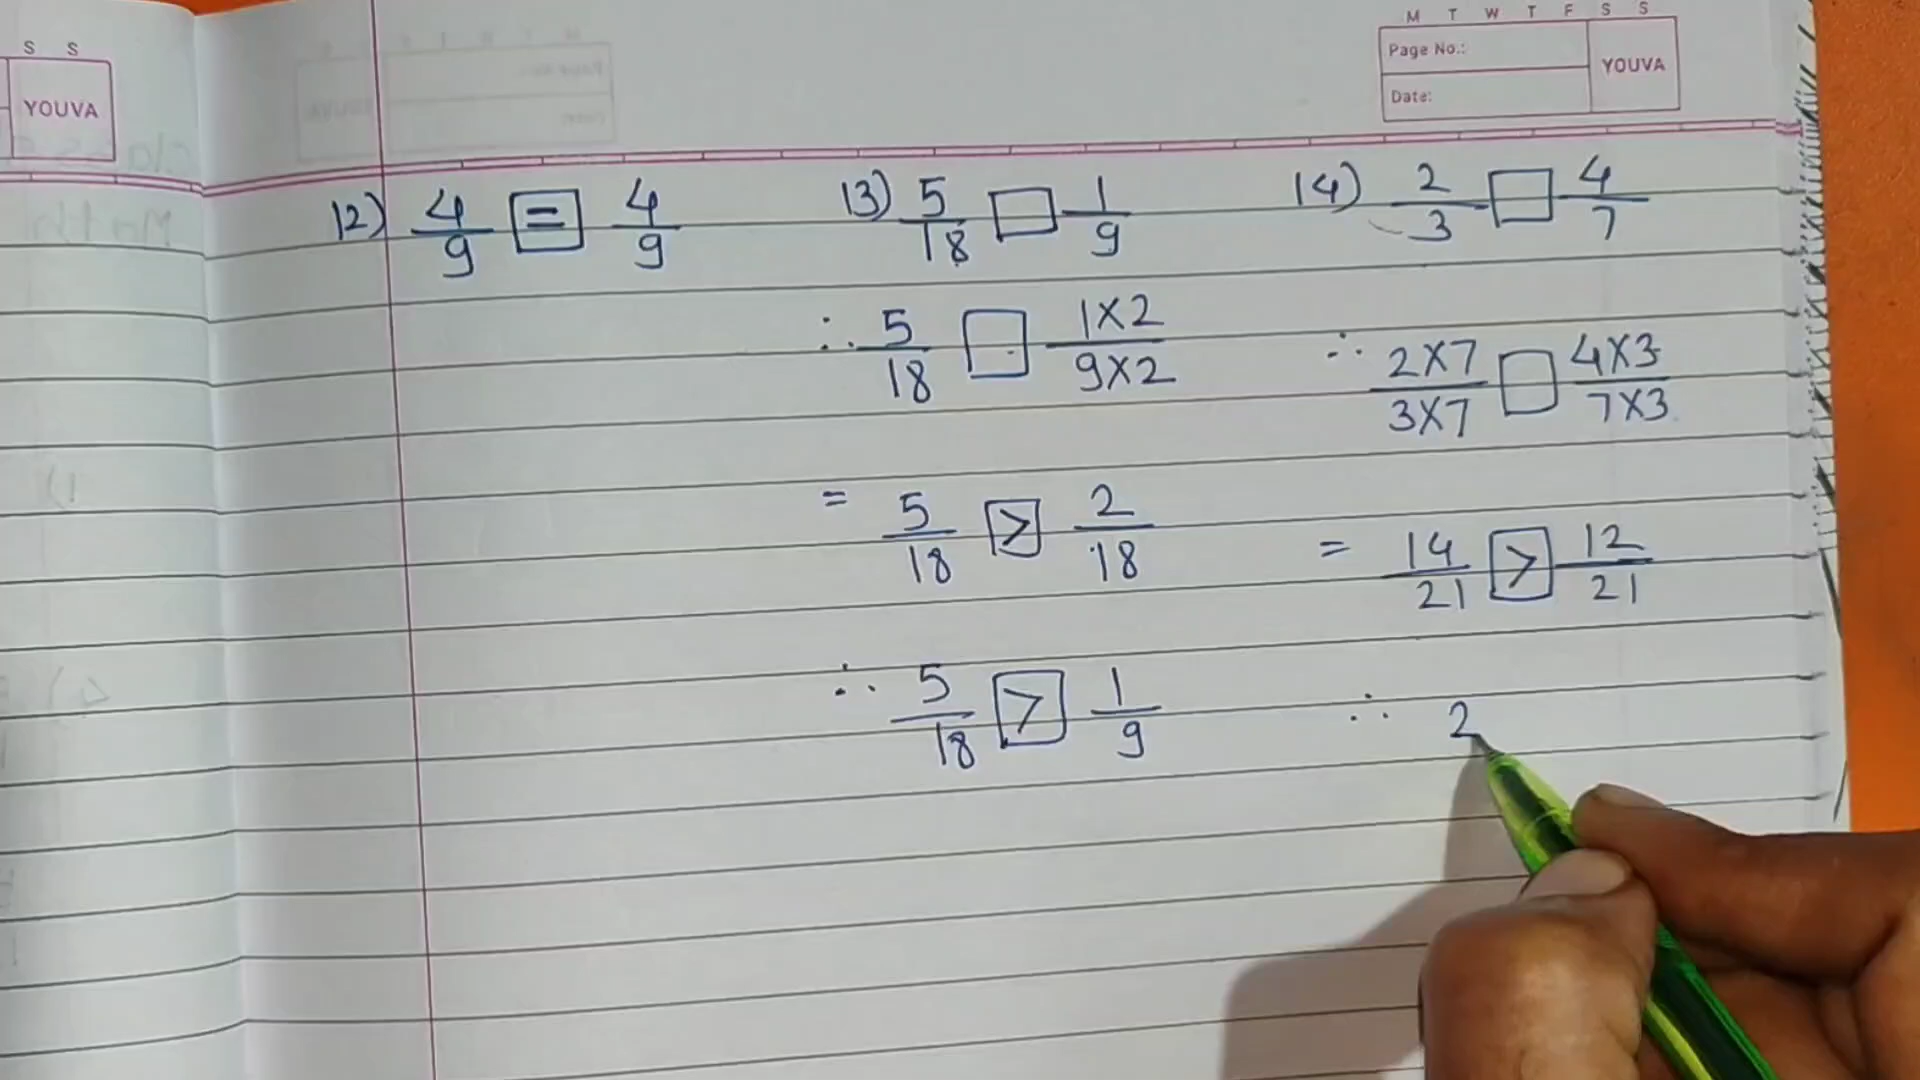 S S
YOUVA
M T W T F S S
Page No.:
Date:
YOUVA
12) 4/9 = 4/9
13) 5/18 □ 1/9
∴ 5/18 □ 1×2/9×2
= 5/18 > 2/18
∴ 5/18 > 1/9
14) 2/3 □ 4/7
∴ 2×7/3×7 □ 4×3/7×3
= 14/21 > 12/21
∴ 2